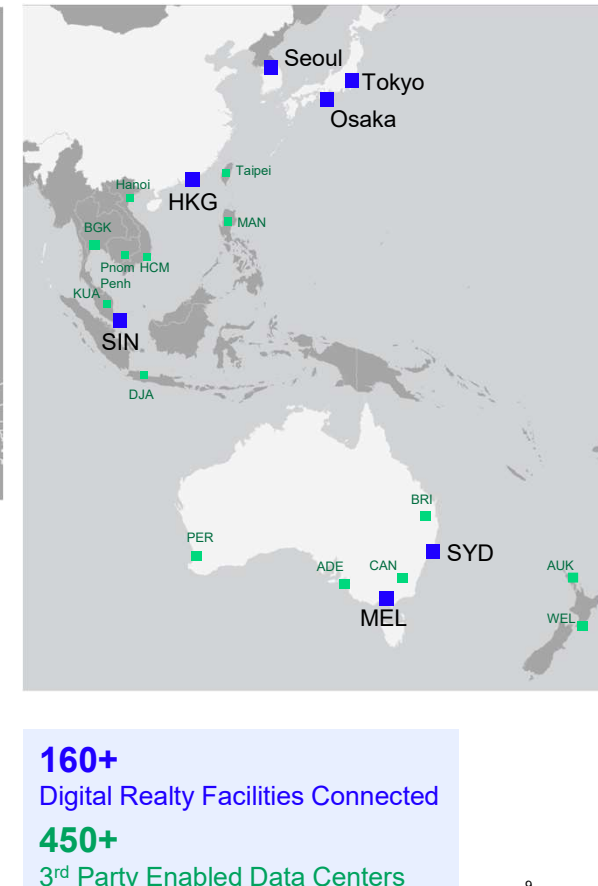 Seoul
Tokyo
Osaka
Taipei
Hanoi
HKG
MAN
BGK
Pnom HCM
Penh
KUA
SIN
DJA
BRI
PER
SYD
ADE
CAN
AUK
MEL
WEL
160+
Digital Realty Facilities Connected
450+
3rd Party Enabled Data Centers
9